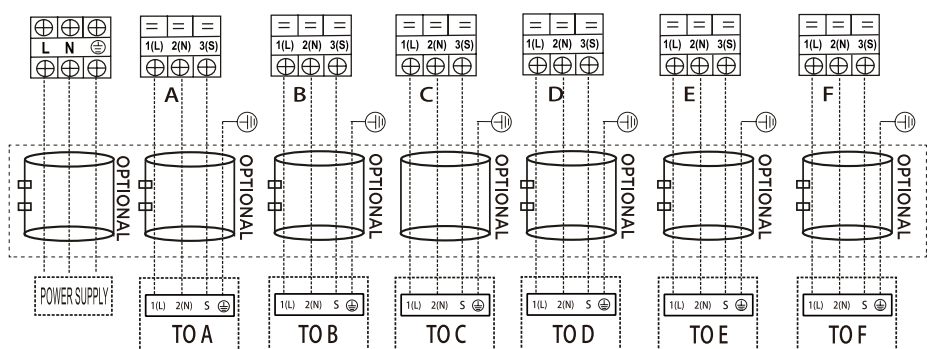 L N
1(L) 2(N) 3(S)
1(L) 2(N) 3(S)
1(L) 2(N) 3(S)
1(L) 2(N) 3(S)
1(L) 2(N) 3(S)
1(L) 2(N) 3(S)
A
B
C
D
E
F
OPTIONAL
OPTIONAL
OPTIONAL
OPTIONAL
OPTIONAL
OPTIONAL
OPTIONAL
POWER SUPPLY
1(L) 2(N) S
1(L) 2(N) S
1(L) 2(N) S
1(L) 2(N) S
1(L) 2(N) S
1(L) 2(N) S
TO A
TO B
TO C
TO D
TO E
TO F